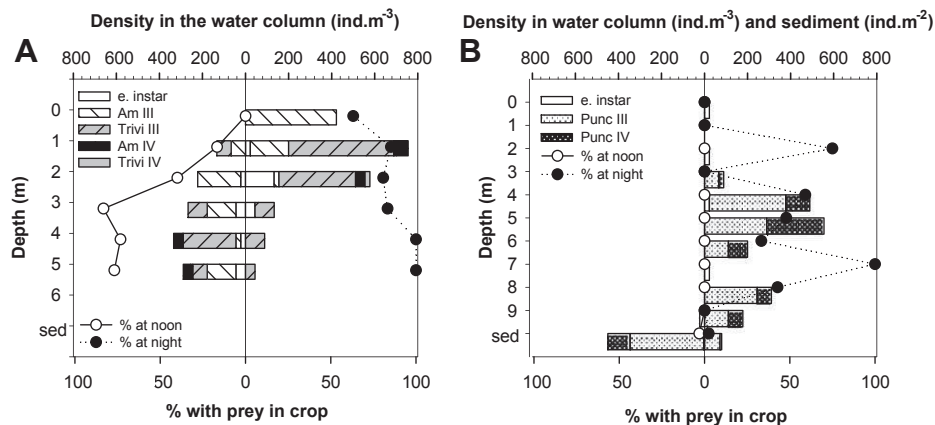 Density in the water column (ind.m⁻³)
A
800 600 400 200 0 200 400 600 800
e. instar
Am III
Trivi III
Am IV
Trivi IV
0
1
2
3
4
5
6
sed
Depth (m)
% at noon
% at night
100 50 0 50 100
% with prey in crop
Density in water column (ind.m⁻³) and sediment (ind.m⁻²)
B
800 600 400 200 0 200 400 600 800
e. instar
Punc III
Punc IV
% at noon
% at night
0
1
2
3
4
5
6
7
8
9
sed
Depth (m)
100 50 0 50 100
% with prey in crop